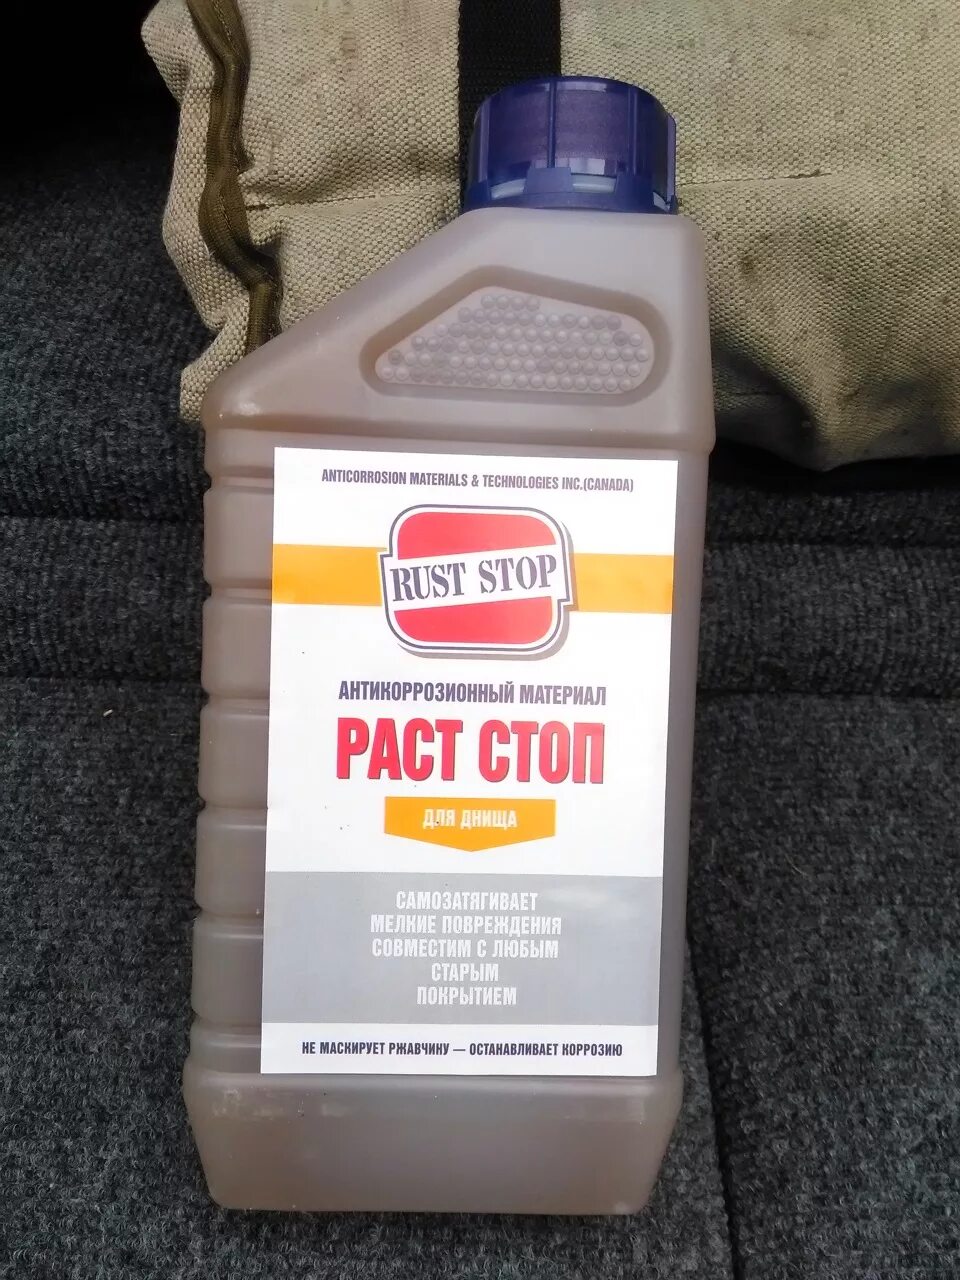 ANTICORROSION MATERIALS & TECHNOLOGIES INC.(CANADA)
RUST STOP
АНТИКОРРОЗИОННЫЙ МАТЕРИАЛ
РАСТ СТОП
ДЛЯ ДНИЩА
САМОЗАТЯГИВАЕТ
МЕЛКИЕ ПОВРЕЖДЕНИЯ
СОВМЕСТИМ С ЛЮБЫМ
СТАРЫМ
ПОКРЫТИЕМ
НЕ МАСКИРУЕТ РЖАВЧИНУ — ОСТАНАВЛИВАЕТ КОРРОЗИЮ